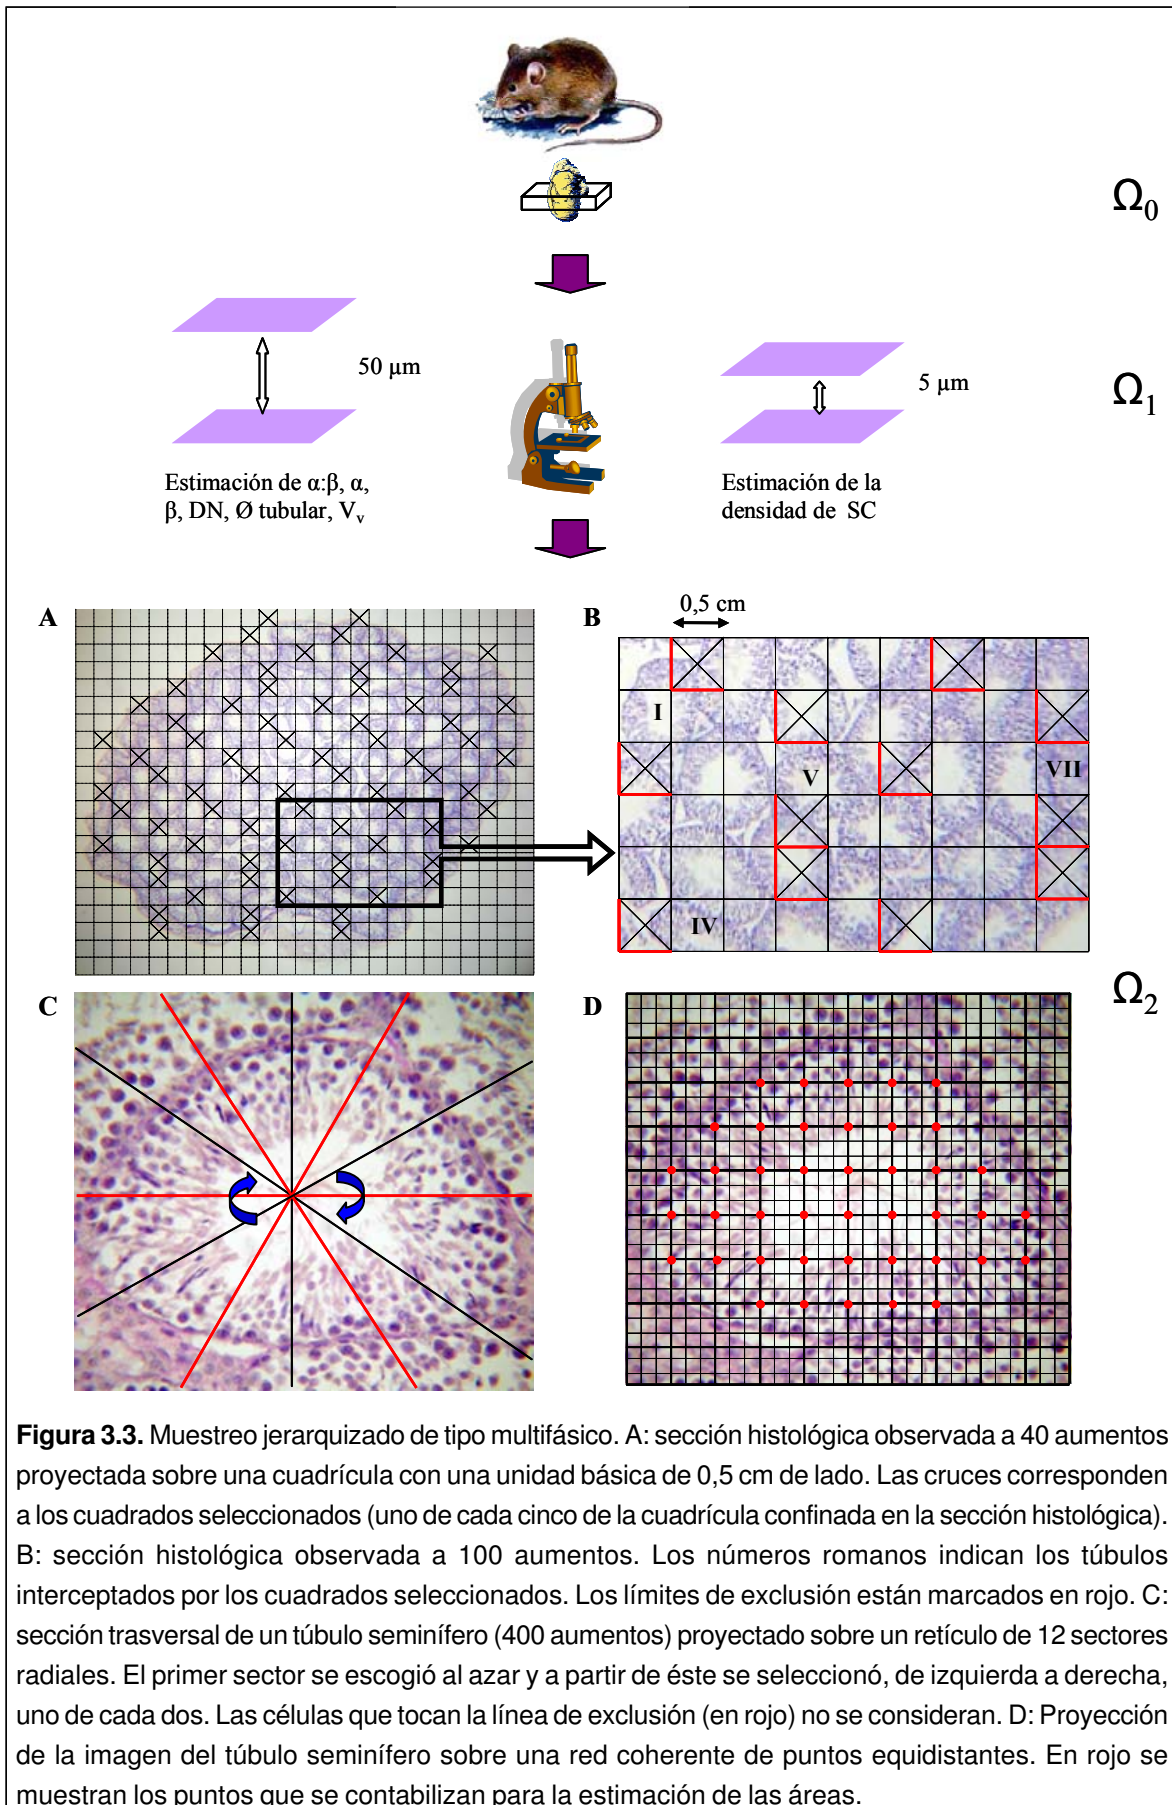 Ω0
50 µm
5 µm
Ω1
Estimación de α:β, α,
β, DN, Ø tubular, Vv
Estimación de la
densidad de SC
A
B
0,5 cm
I
V
VII
IV
C
D
Ω2
Figura 3.3. Muestreo jerarquizado de tipo multifásico. A: sección histológica observada a 40 aumentos
proyectada sobre una cuadrícula con una unidad básica de 0,5 cm de lado. Las cruces corresponden
a los cuadrados seleccionados (uno de cada cinco de la cuadrícula confinada en la sección histológica).
B: sección histológica observada a 100 aumentos. Los números romanos indican los túbulos
interceptados por los cuadrados seleccionados. Los límites de exclusión están marcados en rojo. C:
sección trasversal de un túbulo seminífero (400 aumentos) proyectado sobre un retículo de 12 sectores
radiales. El primer sector se escogió al azar y a partir de éste se seleccionó, de izquierda a derecha,
uno de cada dos. Las células que tocan la línea de exclusión (en rojo) no se consideran. D: Proyección
de la imagen del túbulo seminífero sobre una red coherente de puntos equidistantes. En rojo se
muestran los puntos que se contabilizan para la estimación de las áreas.